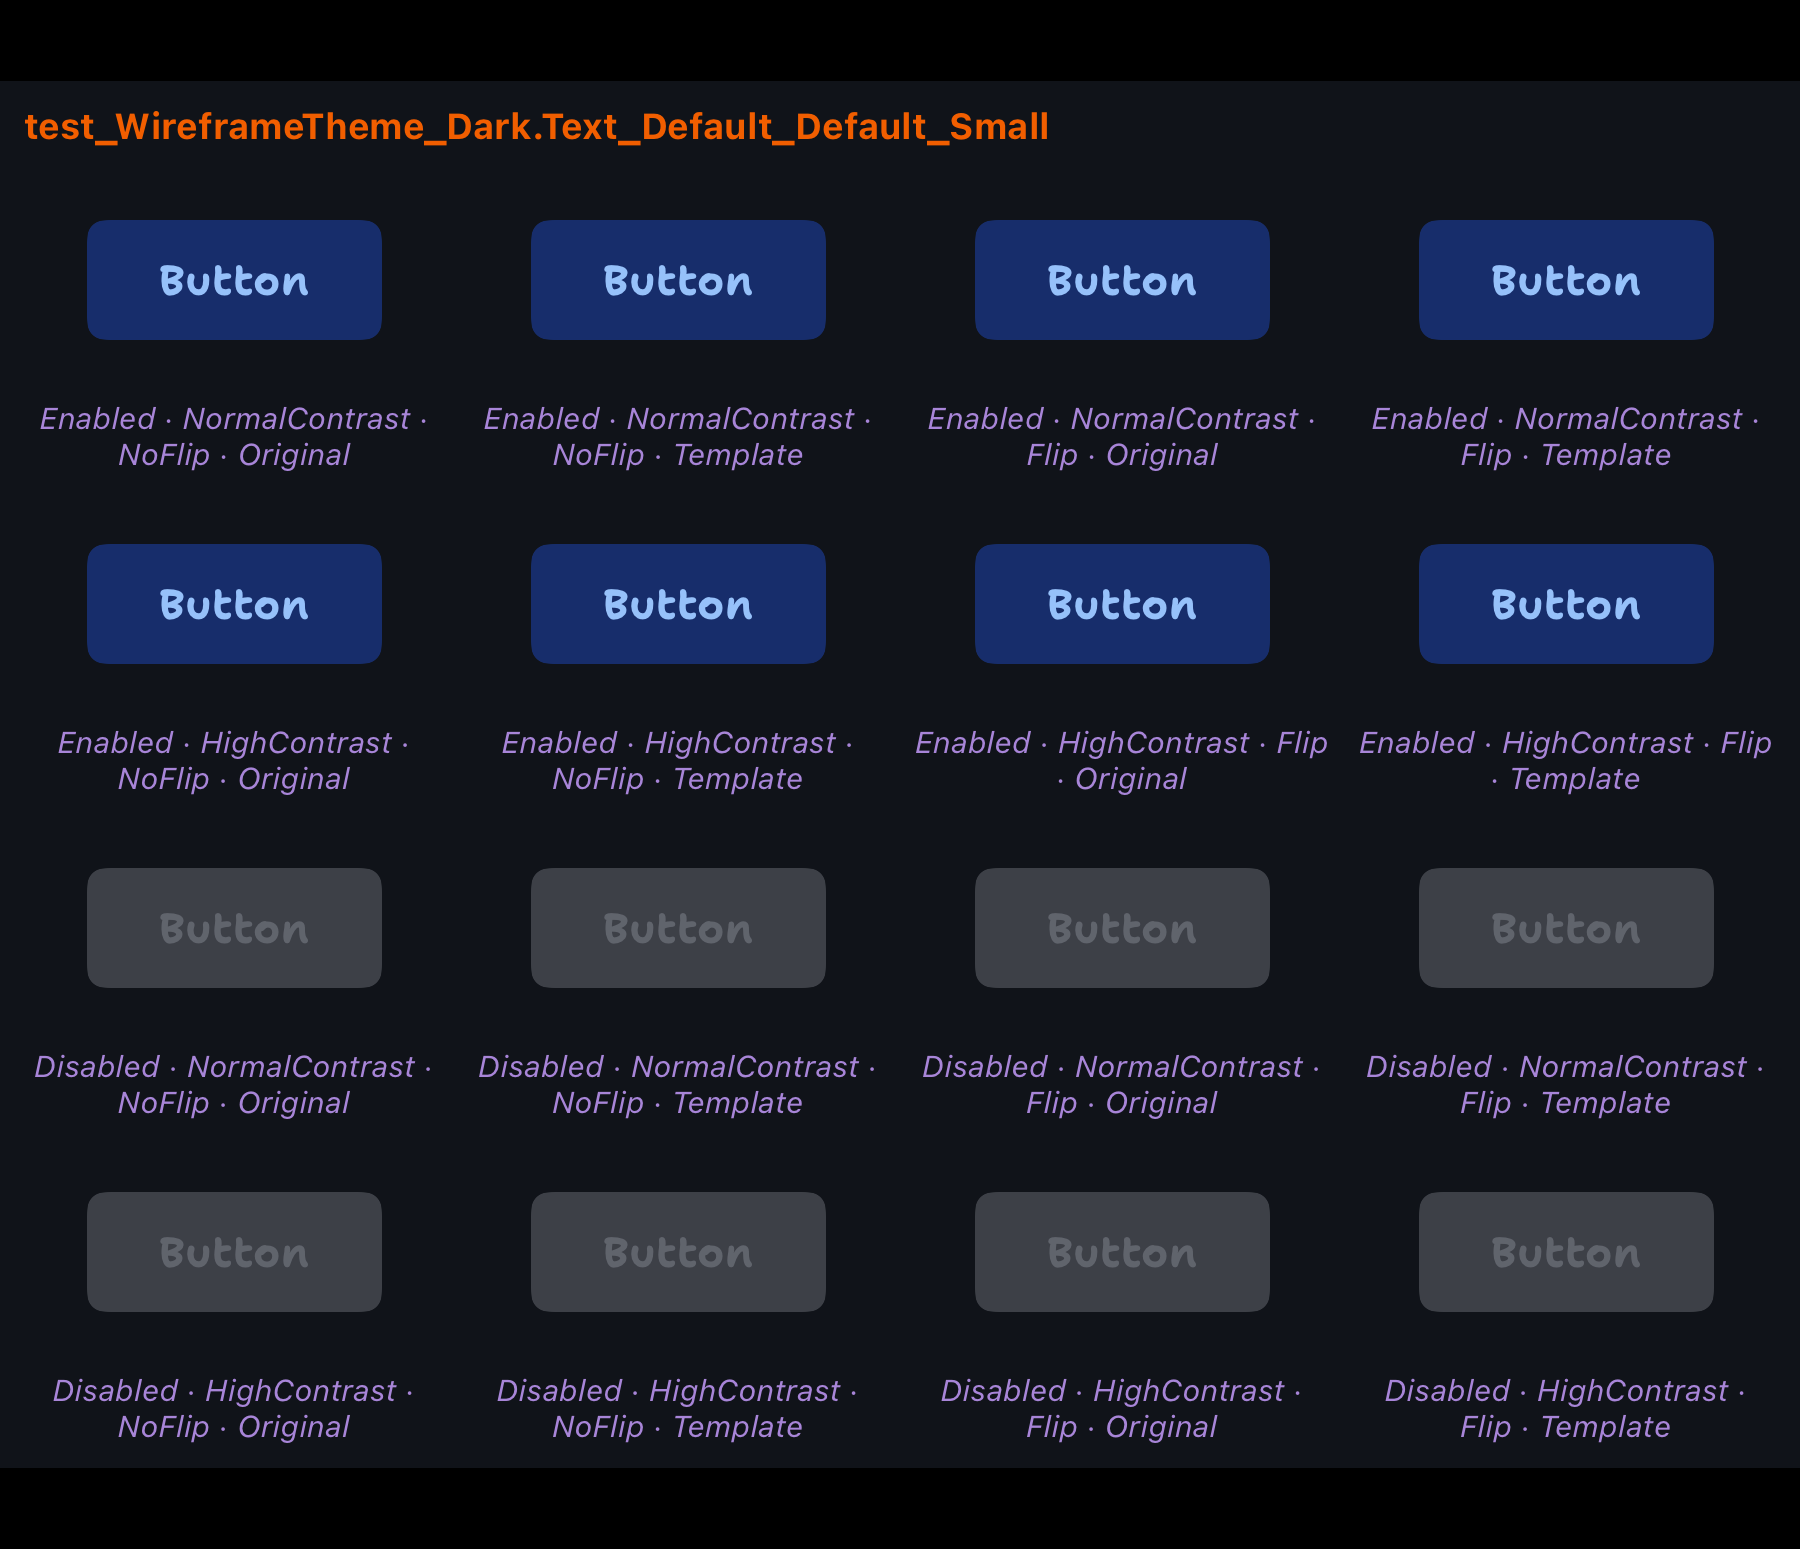 test_WireframeTheme_Dark.Text_Default_Default_Small
Button Button Button Button
Enabled · NormalContrast · Enabled · NormalContrast · Enabled · NormalContrast · Enabled · NormalContrast ·
NoFlip · Original NoFlip · Template Flip · Original Flip · Template
Button Button Button Button
Enabled · HighContrast · Enabled · HighContrast · Enabled · HighContrast · Flip Enabled · HighContrast · Flip
NoFlip · Original NoFlip · Template · Original · Template
Button Button Button Button
Disabled · NormalContrast · Disabled · NormalContrast · Disabled · NormalContrast · Disabled · NormalContrast ·
NoFlip · Original NoFlip · Template Flip · Original Flip · Template
Button Button Button Button
Disabled · HighContrast · Disabled · HighContrast · Disabled · HighContrast · Disabled · HighContrast ·
NoFlip · Original NoFlip · Template Flip · Original Flip · Template